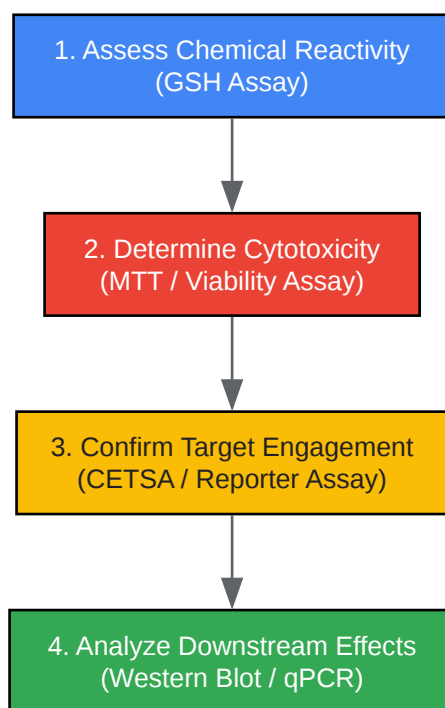 1. Assess Chemical Reactivity
(GSH Assay)
2. Determine Cytotoxicity
(MTT / Viability Assay)
3. Confirm Target Engagement
(CETSA / Reporter Assay)
4. Analyze Downstream Effects
(Western Blot / qPCR)